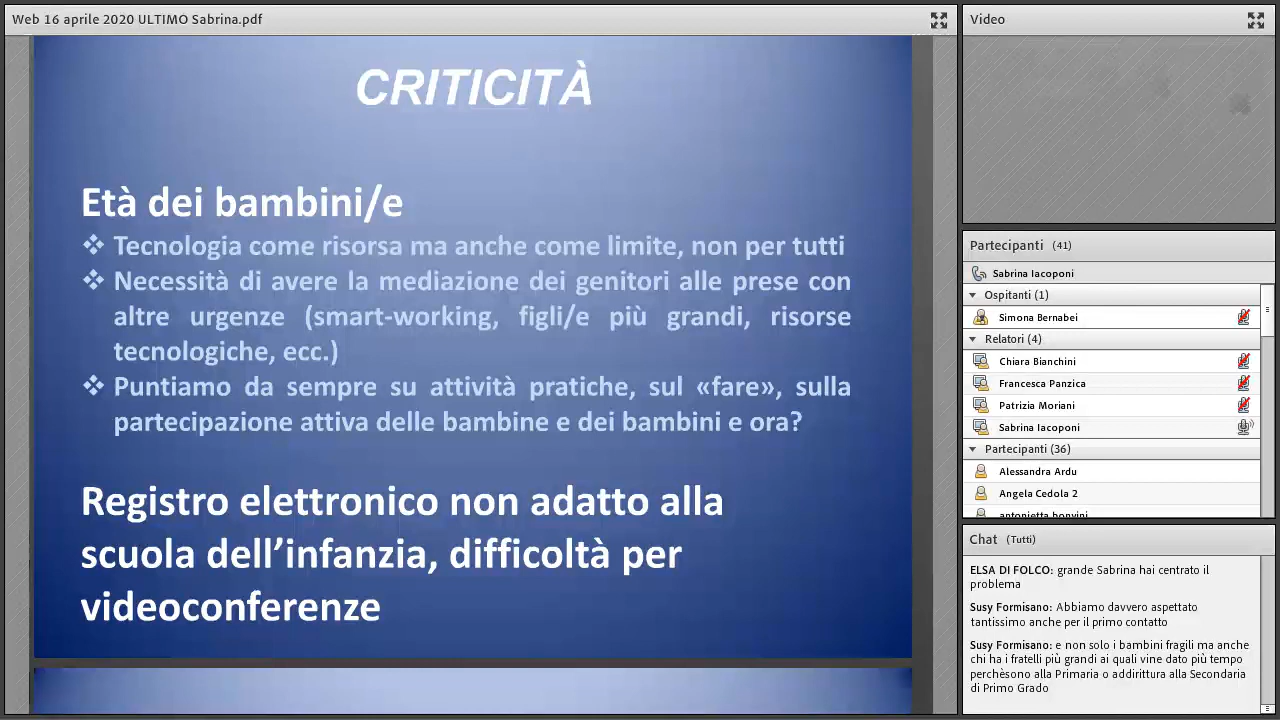 Web 16 aprile 2020 ULTIMO Sabrina.pdf
CRITICITÀ
Età dei bambini/e
❖ Tecnologia come risorsa ma anche come limite, non per tutti
❖ Necessità di avere la mediazione dei genitori alle prese con
altre urgenze (smart-working, figli/e più grandi, risorse
tecnologiche, ecc.)
❖ Puntiamo da sempre su attività pratiche, sul «fare», sulla
partecipazione attiva delle bambine e dei bambini e ora?
Registro elettronico non adatto alla
scuola dell’infanzia, difficoltà per
videoconferenze
Video
Partecipanti (41)
Sabrina Iacoponi
Ospitanti (1)
Simona Bernabei
Relatori (4)
Chiara Bianchini
Francesca Panzica
Patrizia Moriani
Sabrina Iacoponi
Partecipanti (36)
Alessandra Ardu
Angela Cedola 2
antonietta bonvini
Chat (Tutti)
ELSA DI FOLCO: grande Sabrina hai centrato il
problema
Susy Formisano: Abbiamo davvero aspettato
tantissimo anche per il primo contatto
Susy Formisano: e non solo i bambini fragili ma anche
chi ha i fratelli più grandi ai quali vine dato più tempo
perchèsono alla Primaria o addirittura alla Secondaria
di Primo Grado